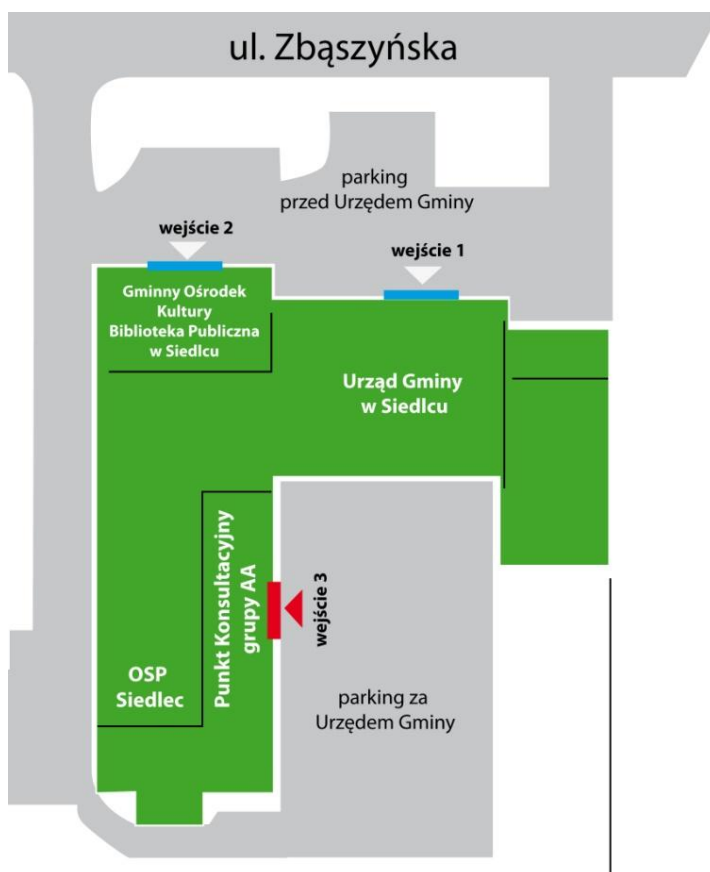 ul. Zbąszyńska
parking
przed Urzędem Gminy
wejście 2
wejście 1
Gminny Ośrodek
Kultury
Biblioteka Publiczna
w Siedlcu
Urząd Gminy
w Siedlcu
Punkt Konsultacyjny
grupy AA
wejście 3
OSP
Siedlec
parking za
Urzędem Gminy